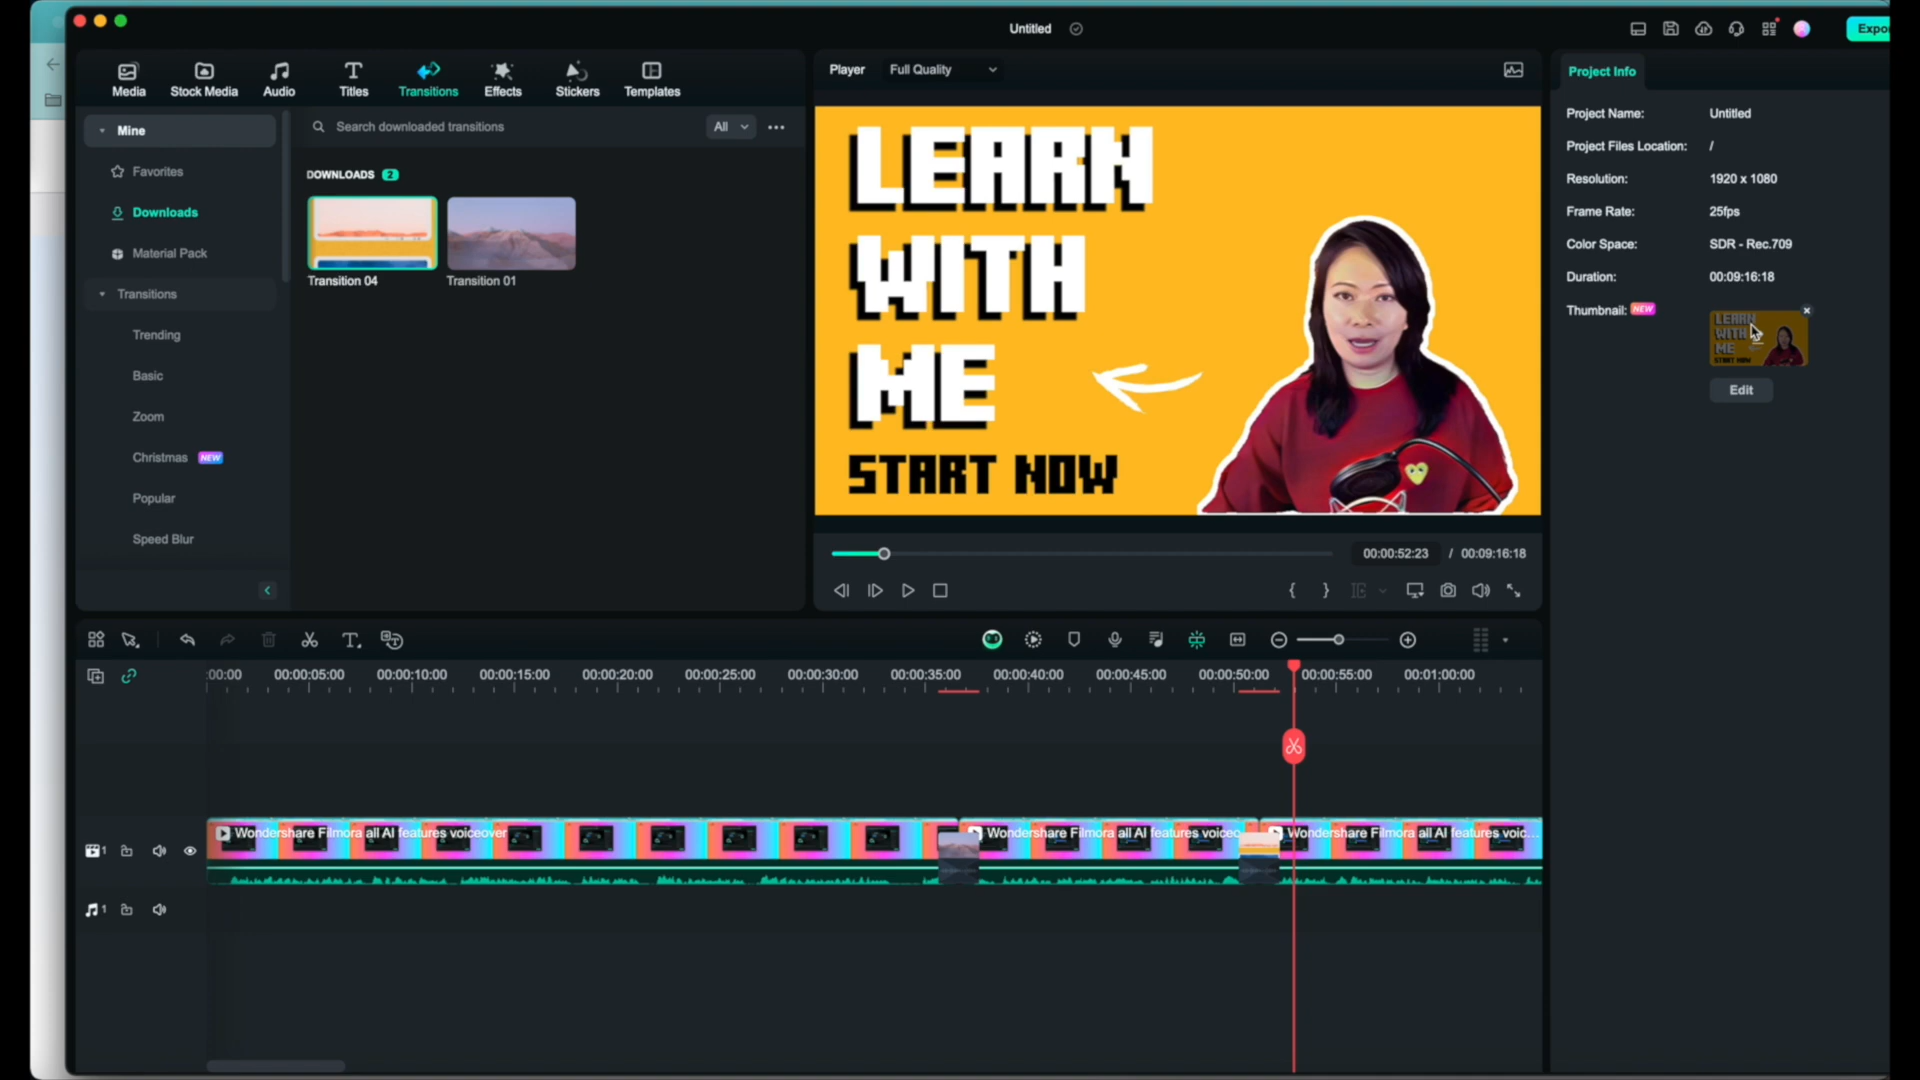 Untitled
Expo
Media
Stock Media
Audio
Titles
Transitions
Effects
Stickers
Templates
Player
Full Quality
Project Info
Mine
Search downloaded transitions
All
Favorites
DOWNLOADS 2
Downloads
Material Pack
Transition 04
Transition 01
Transitions
Trending
Basic
Zoom
Christmas NEW
Popular
Speed Blur
LEARN
WITH
ME
START NOW
Project Name: Untitled
Project Files Location: /
Resolution: 1920 x 1080
Frame Rate: 25fps
Color Space: SDR - Rec.709
Duration: 00:09:16:18
Thumbnail: NEW
LEARN
WITH
ME
START NOW
Edit
00:00:52:23 / 00:09:16:18
:00:00 00:00:05:00 00:00:10:00 00:00:15:00 00:00:20:00 00:00:25:00 00:00:30:00 00:00:35:00 00:00:40:00 00:00:45:00 00:00:50:00 00:00:55:00 00:01:00:00
Wondershare Filmora all AI features voiceover
Wondershare Filmora all AI features voiceo
Wondershare Filmora all AI features voic...
1
1